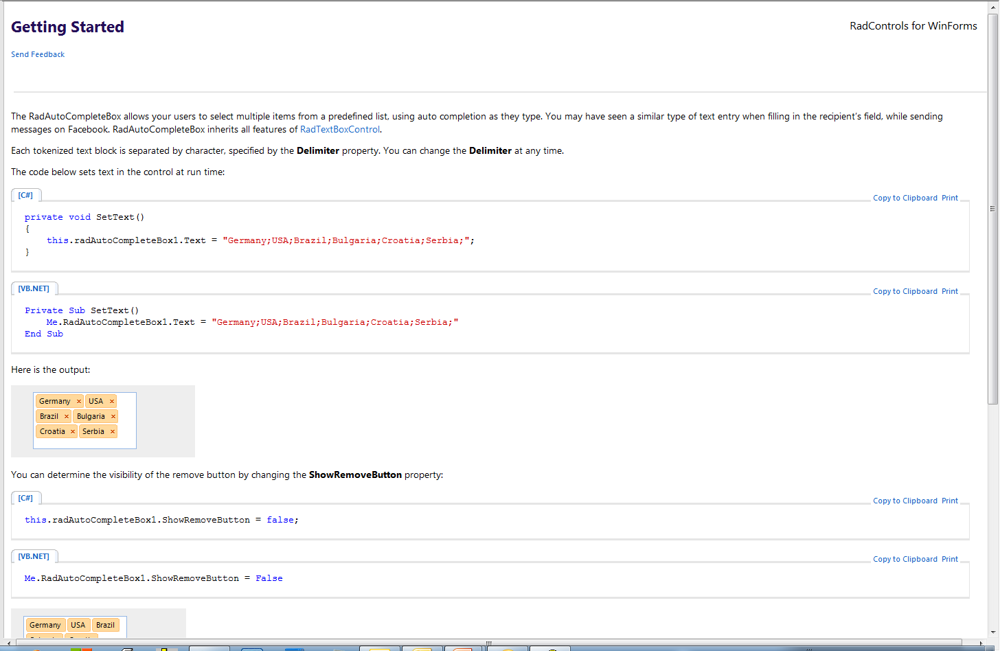 Getting Started
RadControls for WinForms
Send Feedback
The RadAutoCompleteBox allows your users to select multiple items from a predefined list, using auto completion as they type. You may have seen a similar type of text entry when filling in the recipient's field, while sending
messages on Facebook. RadAutoCompleteBox inherits all features of RadTextBoxControl.
Each tokenized text block is separated by character, specified by the Delimiter property. You can change the Delimiter at any time.
The code below sets text in the control at run time:
[C#]
Copy to Clipboard Print
private void SetText()
{
    this.radAutoCompleteBox1.Text = "Germany;USA;Brazil;Bulgaria;Croatia;Serbia;";
}
[VB.NET]
Copy to Clipboard Print
Private Sub SetText()
    Me.RadAutoCompleteBox1.Text = "Germany;USA;Brazil;Bulgaria;Croatia;Serbia;"
End Sub
Here is the output:
Germany × USA ×
Brazil × Bulgaria ×
Croatia × Serbia ×
You can determine the visibility of the remove button by changing the ShowRemoveButton property:
[C#]
Copy to Clipboard Print
this.radAutoCompleteBox1.ShowRemoveButton = false;
[VB.NET]
Copy to Clipboard Print
Me.RadAutoCompleteBox1.ShowRemoveButton = False
Germany USA Brazil